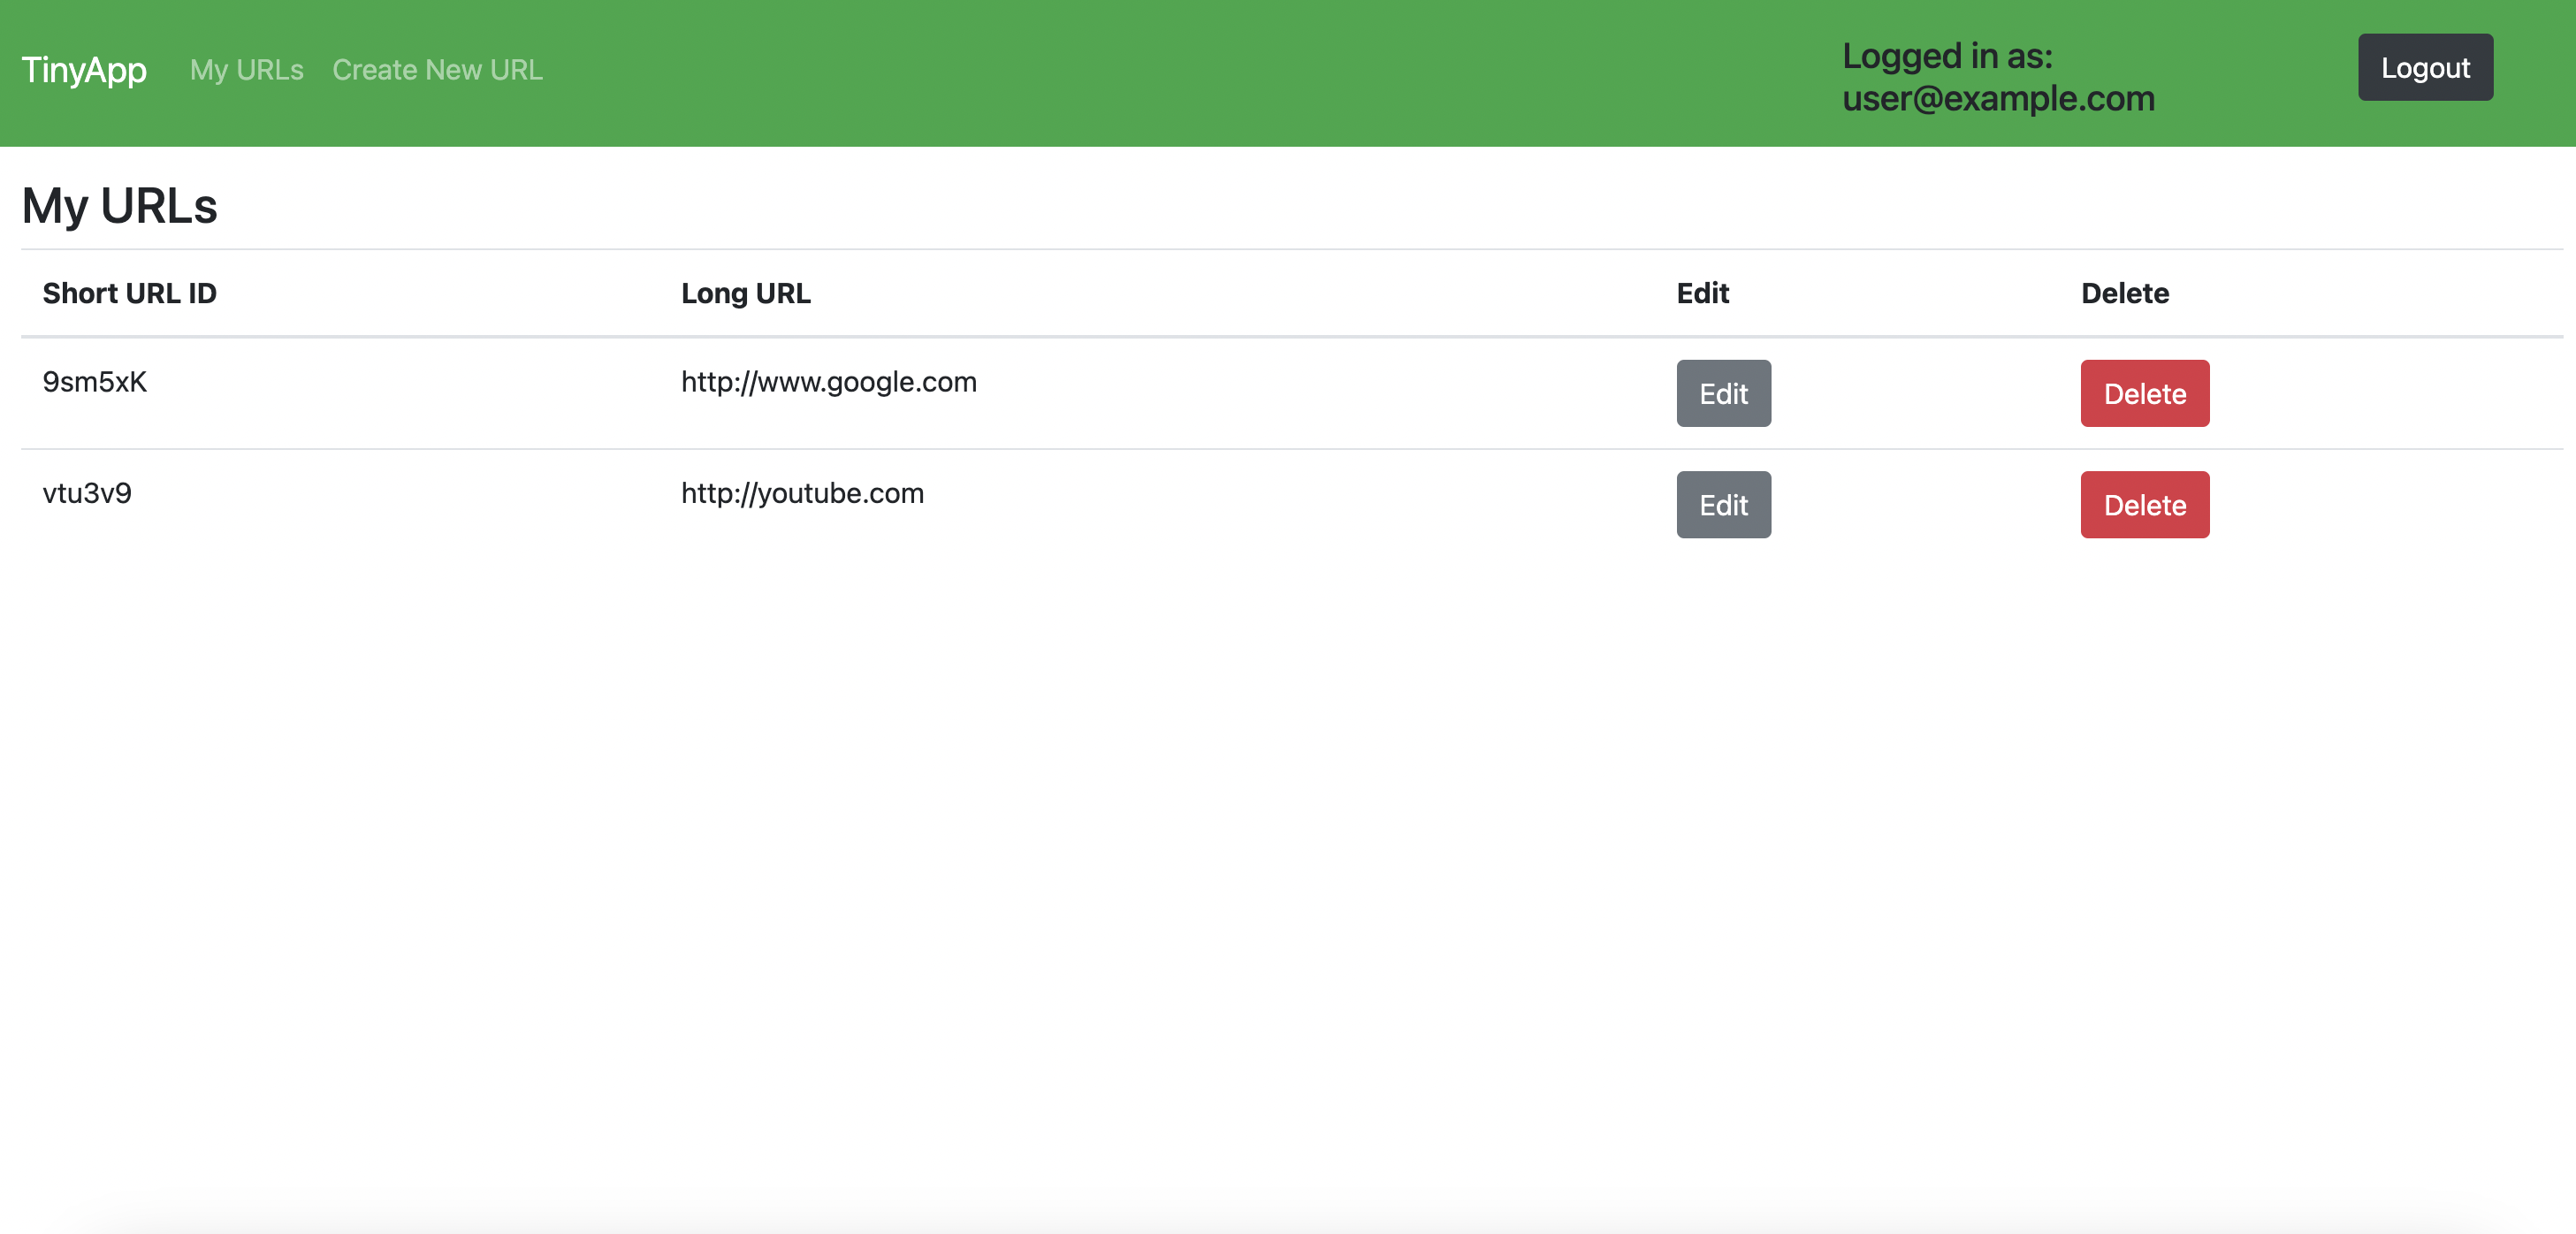 TinyApp My URLs Create New URL
Logged in as:
user@example.com
Logout
My URLs
Short URL ID Long URL Edit Delete
9sm5xK http://www.google.com Edit Delete
vtu3v9 http://youtube.com Edit Delete